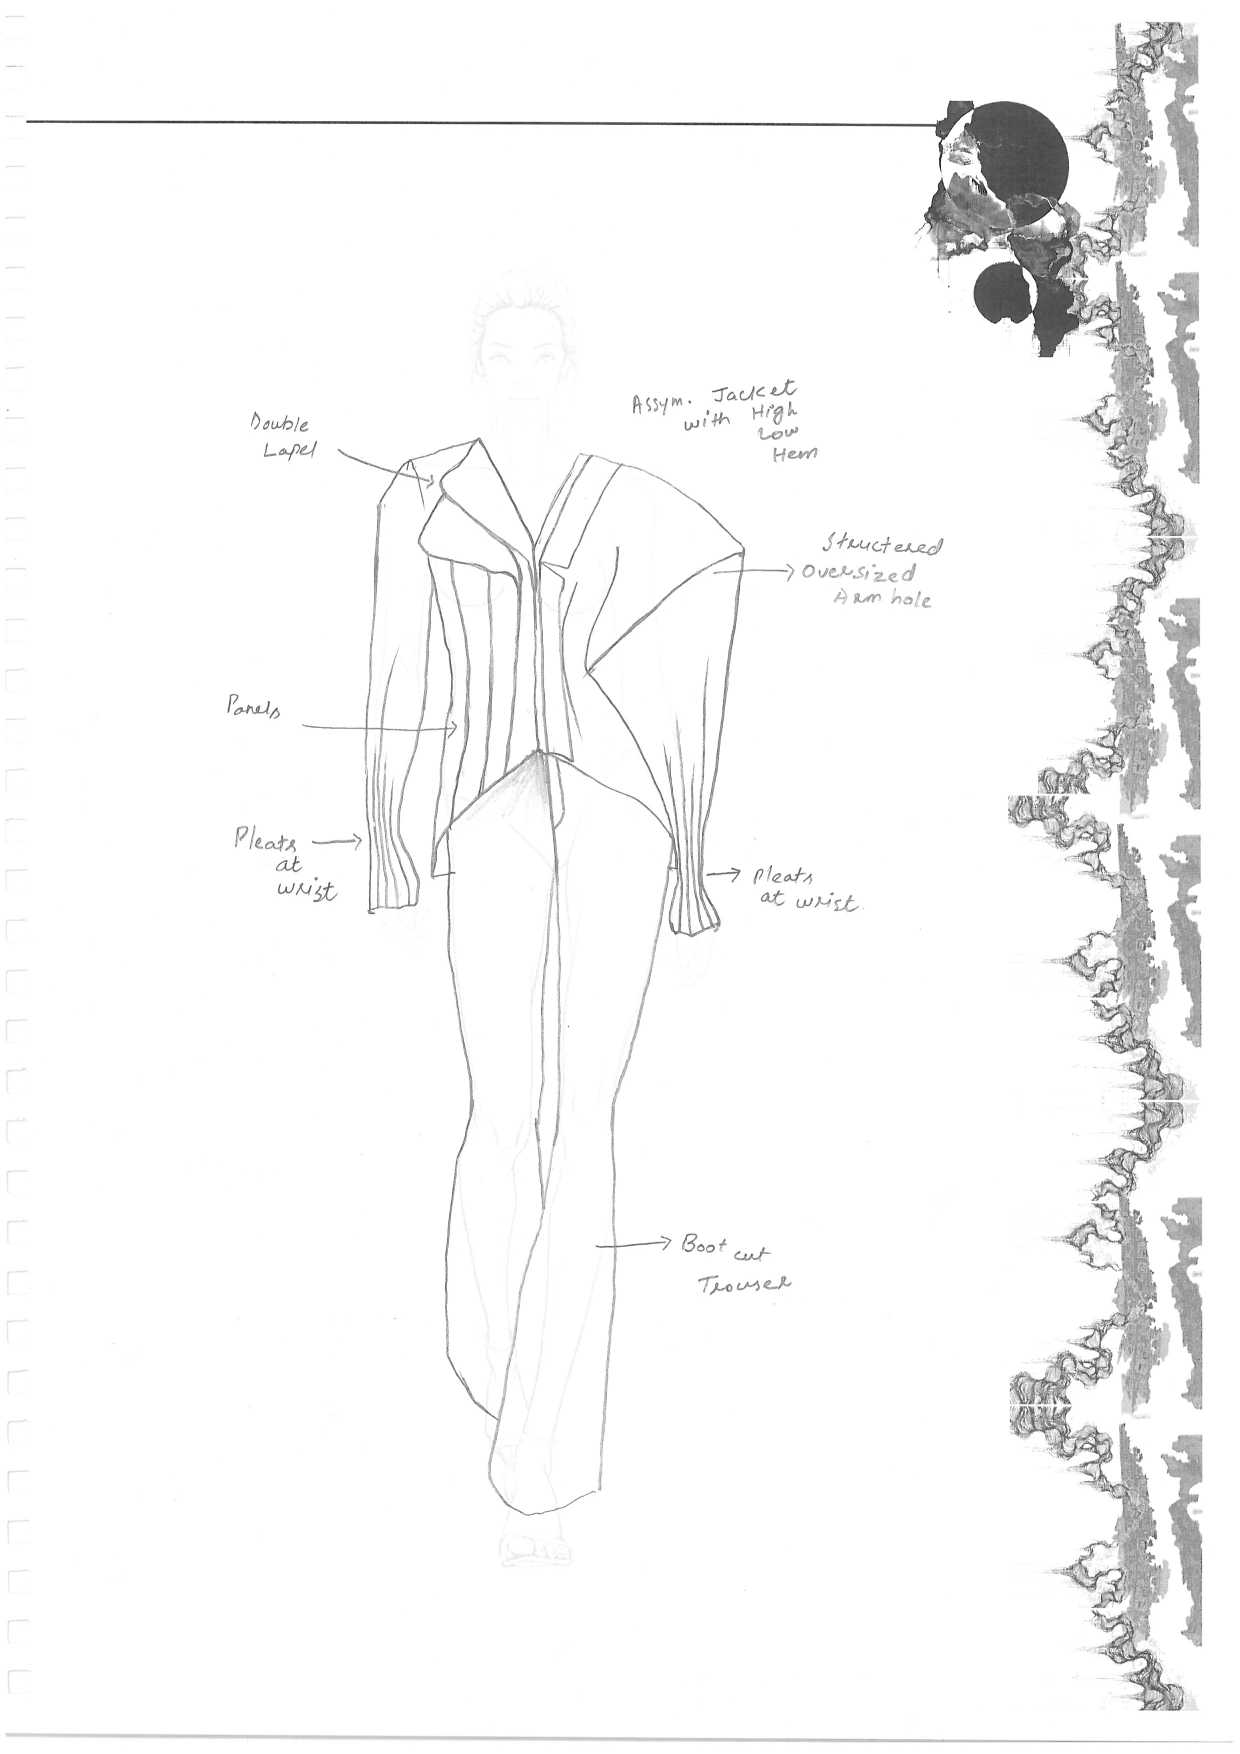 Double
Lapel
Assym. Jacket
with High
Low
Hem
Structered
Oversized
Arm hole
Panels
Pleats
at
wrist
Pleats
at wrist.
Boot cut
Trouser